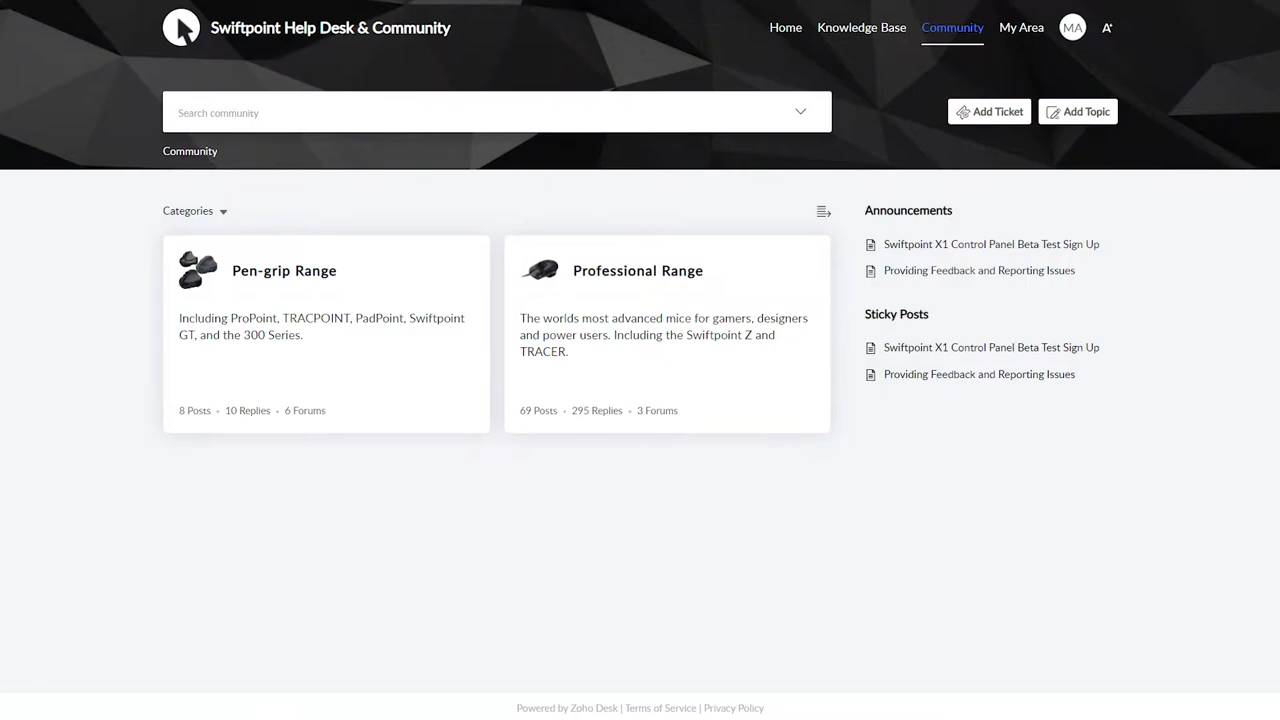 Swiftpoint Help Desk & Community
Home
Knowledge Base
Community
My Area
MA
A+
Search community
Add Ticket
Add Topic
Community
Categories
Pen-grip Range
Including ProPoint, TRACPOINT, PadPoint, Swiftpoint
GT, and the 300 Series.
8 Posts • 10 Replies • 6 Forums
Professional Range
The worlds most advanced mice for gamers, designers
and power users. Including the Swiftpoint Z and
TRACER.
69 Posts • 295 Replies • 3 Forums
Announcements
Swiftpoint X1 Control Panel Beta Test Sign Up
Providing Feedback and Reporting Issues
Sticky Posts
Swiftpoint X1 Control Panel Beta Test Sign Up
Providing Feedback and Reporting Issues
Powered by Zoho Desk | Terms of Service | Privacy Policy